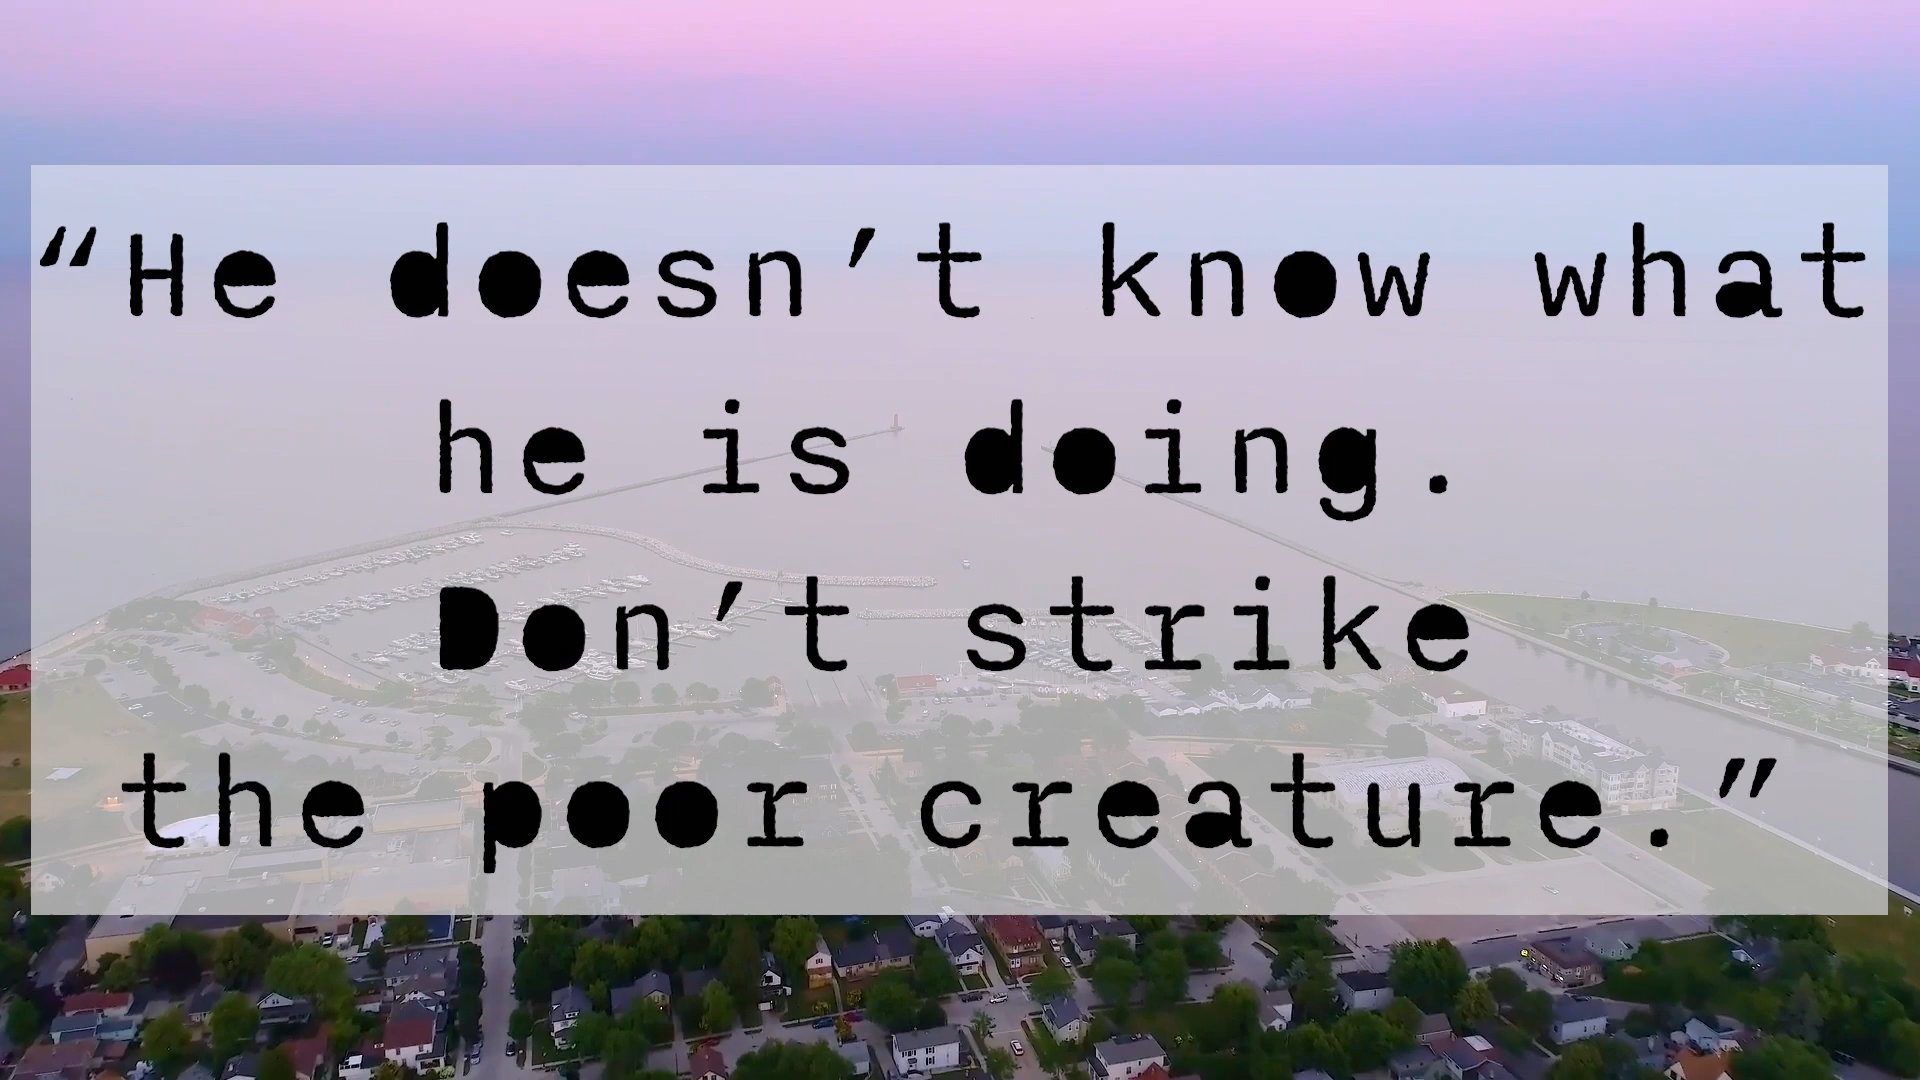 “He doesn’t know what
he is doing.
Don’t strike
the poor creature.”